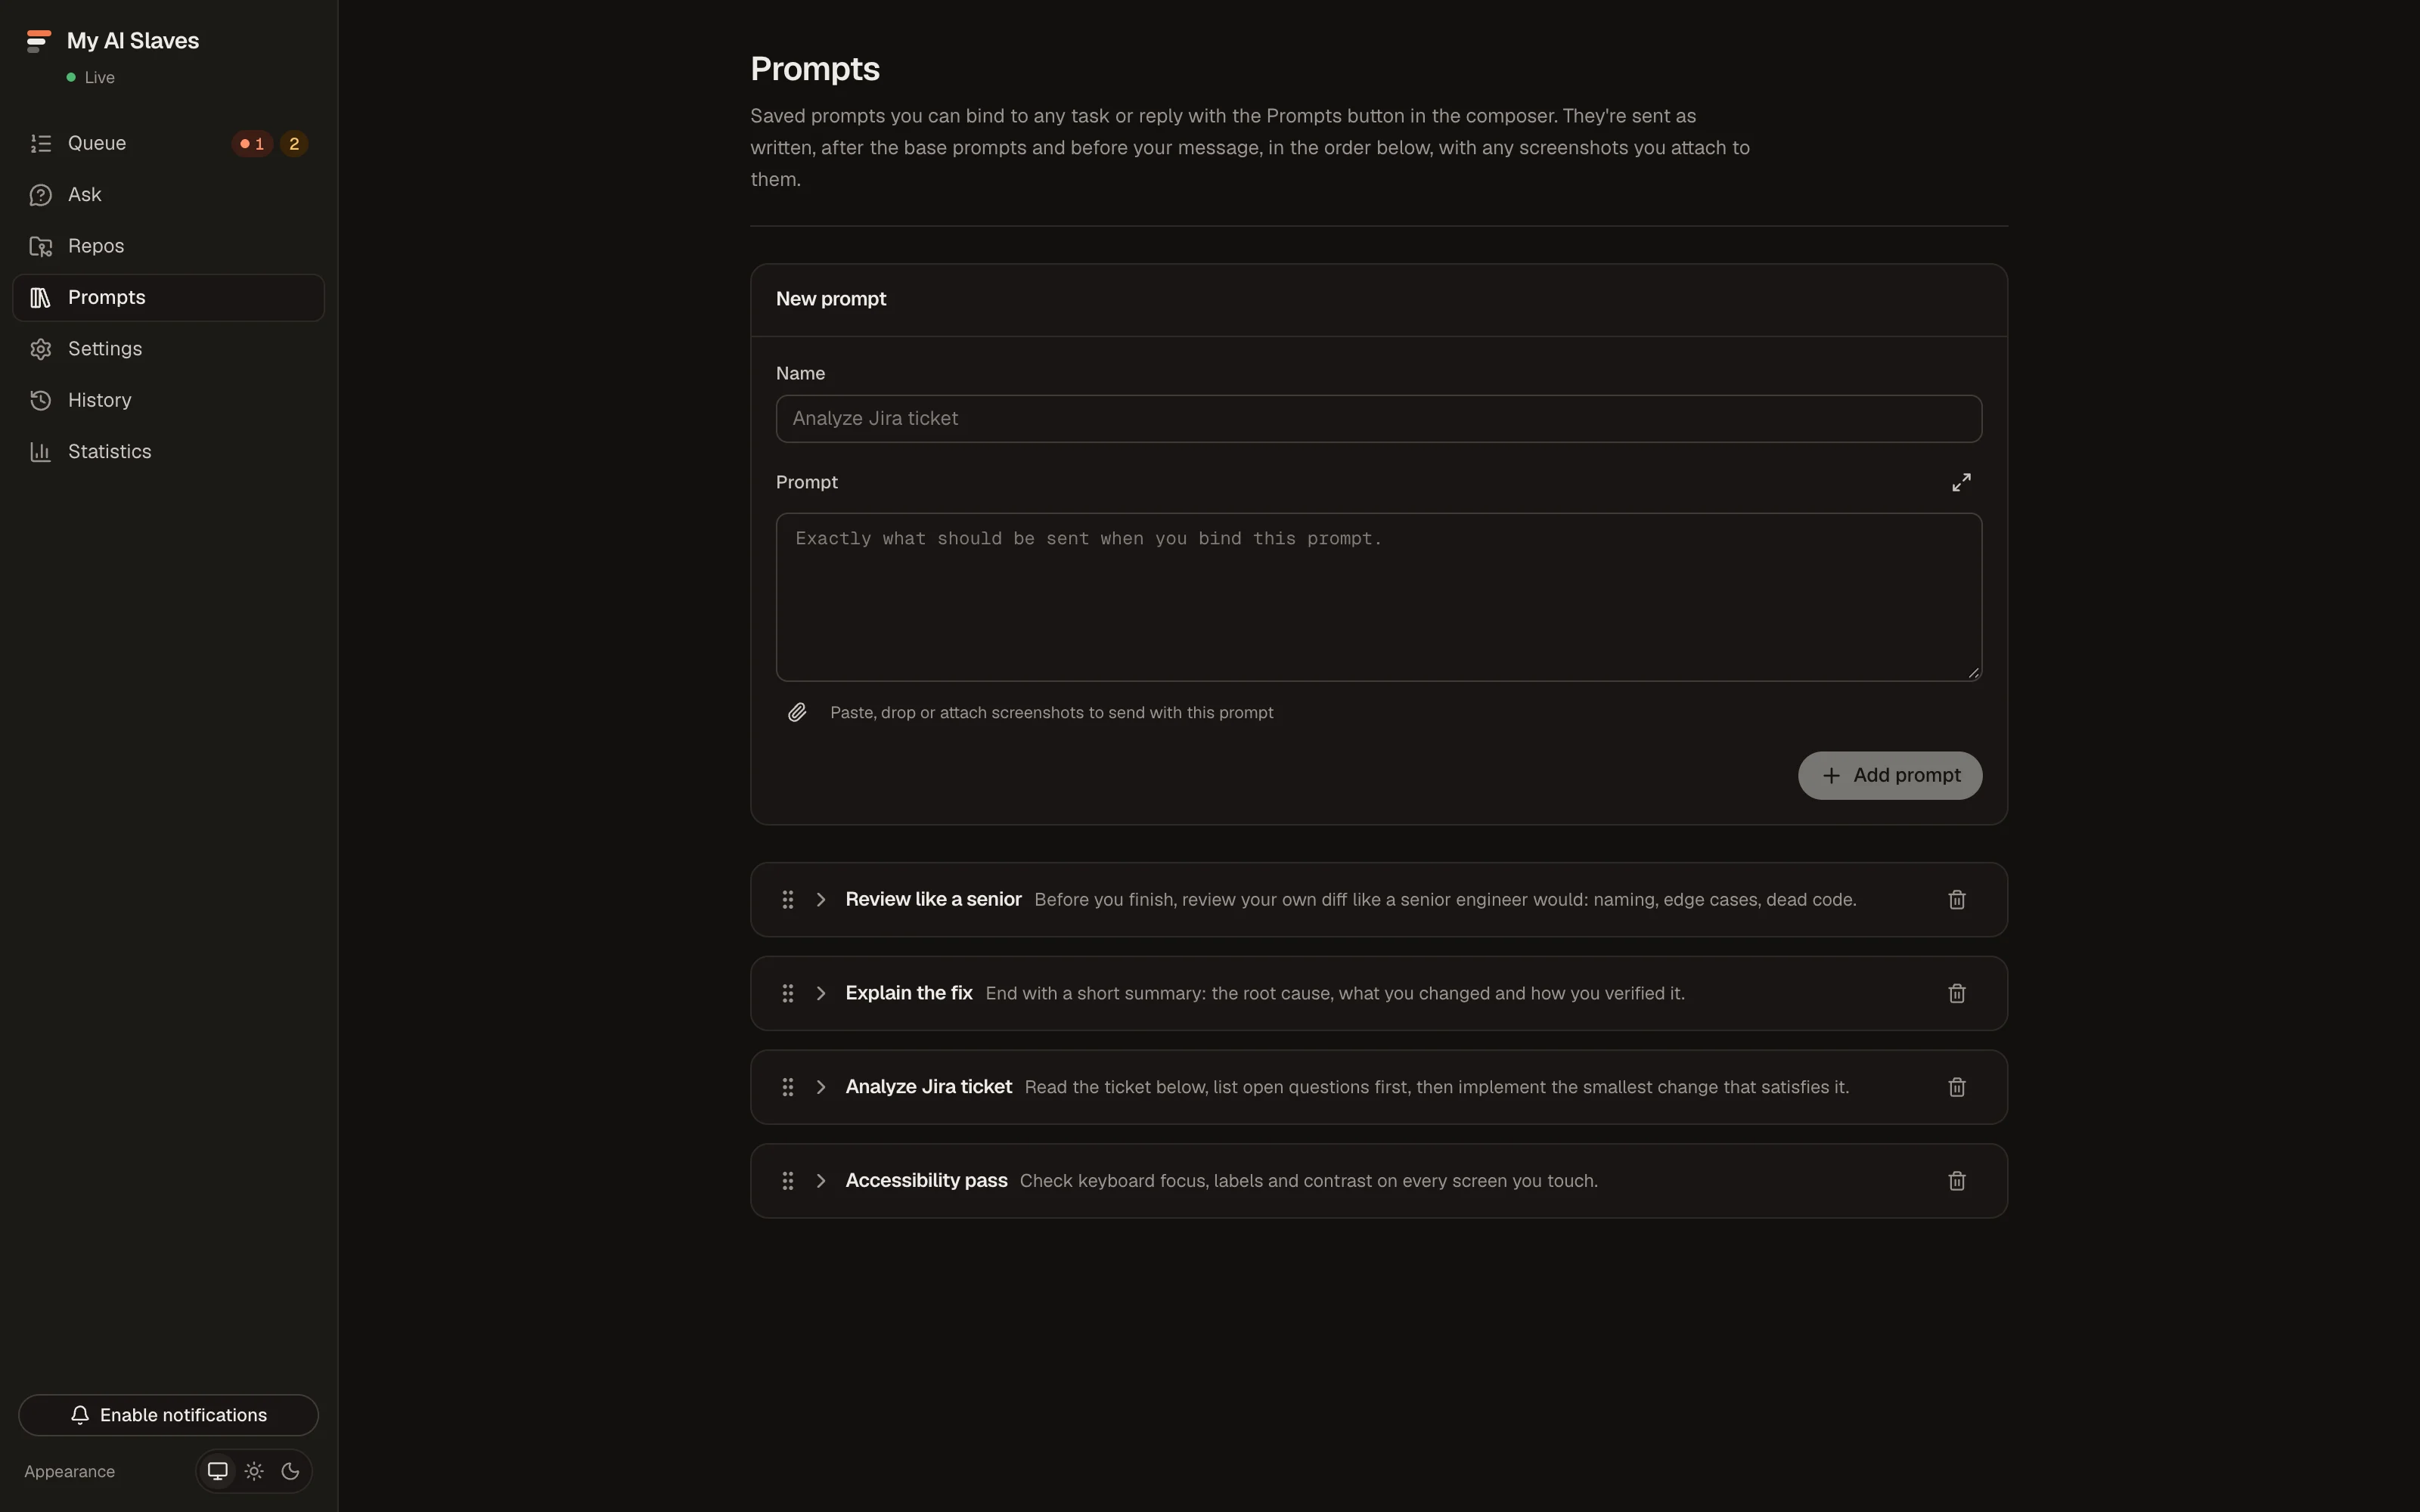 My AI Slaves
Live
Queue
1
2
Ask
Repos
Prompts
Settings
History
Statistics
Enable notifications
Appearance
Prompts
Saved prompts you can bind to any task or reply with the Prompts button in the composer. They're sent as
written, after the base prompts and before your message, in the order below, with any screenshots you attach to
them.
New prompt
Name
Analyze Jira ticket
Prompt
Exactly what should be sent when you bind this prompt.
Paste, drop or attach screenshots to send with this prompt
Add prompt
Review like a senior Before you finish, review your own diff like a senior engineer would: naming, edge cases, dead code.
Explain the fix End with a short summary: the root cause, what you changed and how you verified it.
Analyze Jira ticket Read the ticket below, list open questions first, then implement the smallest change that satisfies it.
Accessibility pass Check keyboard focus, labels and contrast on every screen you touch.